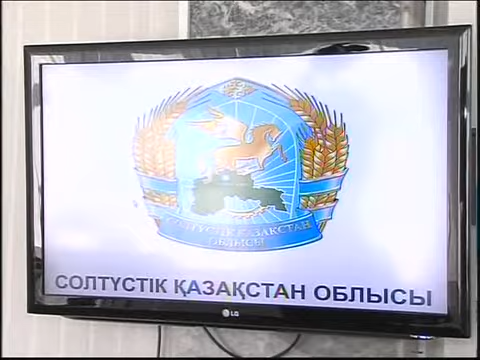 СОЛТҮСТІК ҚАЗАҚСТАН
ОБЛЫСЫ
СОЛТҮСТІК ҚАЗАҚСТАН ОБЛЫСЫ
LG